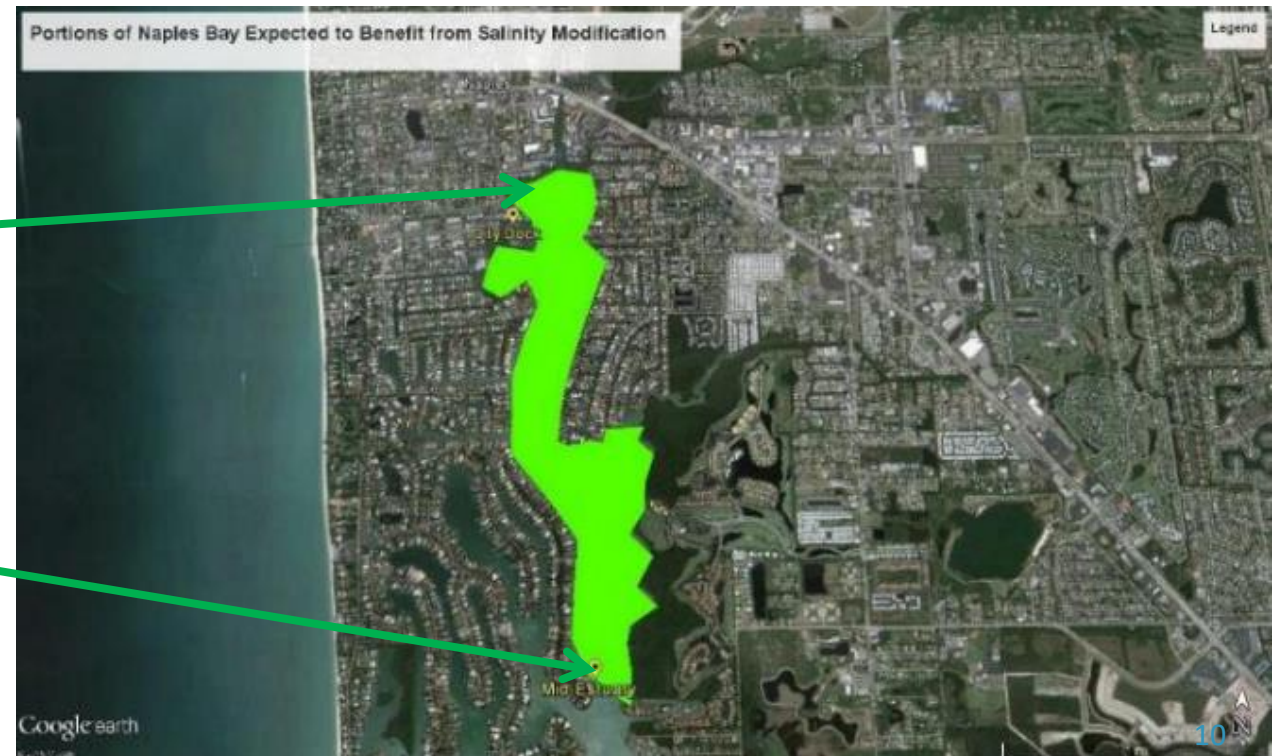 Portions of Naples Bay Expected to Benefit from Salinity Modification
Legend
City Dock
Mid Estuary
Google earth
N
10